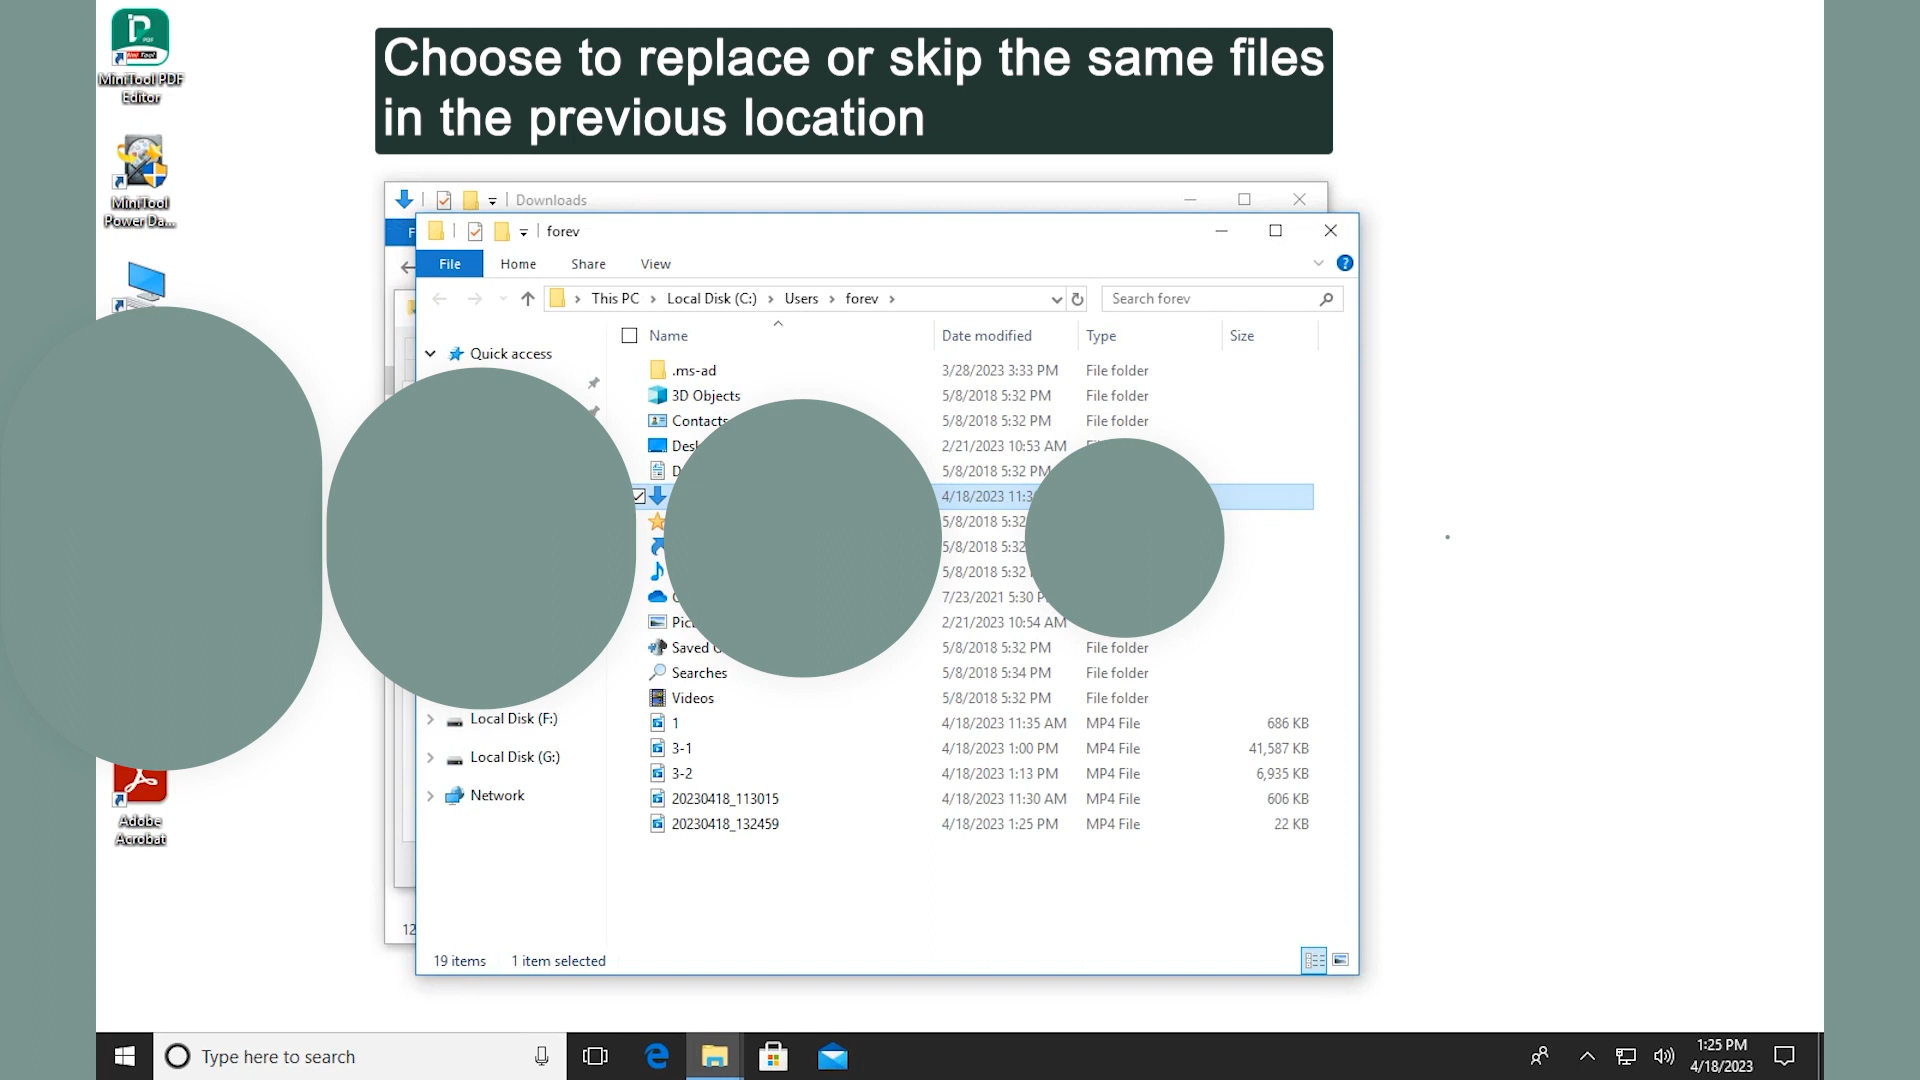 MiniTool PDF
Editor
MiniTool
Power Da...
Adobe
Acrobat
Choose to replace or skip the same files
in the previous location
Downloads
forev
File
Home
Share
View
This PC
Local Disk (C:)
Users
forev
Search forev
Name
Date modified
Type
Size
Quick access
Local Disk (F:)
Local Disk (G:)
Network
.ms-ad 3/28/2023 3:33 PM File folder
3D Objects 5/8/2018 5:32 PM File folder
Contacts 5/8/2018 5:32 PM File folder
2/21/2023 10:53 AM
5/8/2018 5:32 PM
4/18/2023
5/8/2018 5:32
5/8/2018 5:32
5/8/2018 5:32
7/23/2021 5:30
2/21/2023 10:54 AM
Saved 5/8/2018 5:32 PM File folder
Searches 5/8/2018 5:34 PM File folder
Videos 5/8/2018 5:32 PM File folder
1 4/18/2023 11:35 AM MP4 File 686 KB
3-1 4/18/2023 1:00 PM MP4 File 41,587 KB
3-2 4/18/2023 1:13 PM MP4 File 6,935 KB
20230418_113015 4/18/2023 11:30 AM MP4 File 606 KB
20230418_132459 4/18/2023 1:25 PM MP4 File 22 KB
12
19 items
1 item selected
Type here to search
1:25 PM
4/18/2023